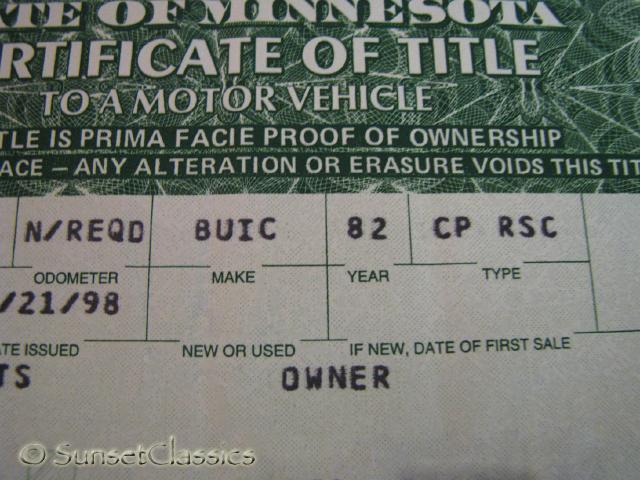 ATE OF MINNESOTA
RTIFICATE OF TITLE
TO A MOTOR VEHICLE
TLE IS PRIMA FACIE PROOF OF OWNERSHIP
ACE – ANY ALTERATION OR ERASURE VOIDS THIS TIT
N/REQD BUIC 82 CP RSC
ODOMETER MAKE YEAR TYPE
/21/98
ATE ISSUED NEW OR USED IF NEW, DATE OF FIRST SALE
TS OWNER
© SunsetClassics